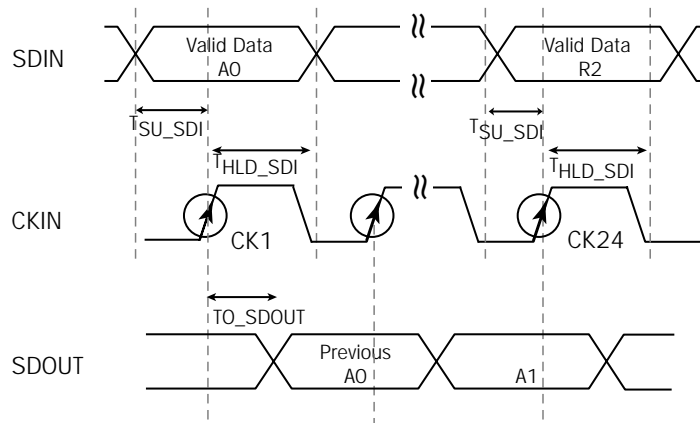 SDIN
Valid Data
A0
Valid Data
R2
TSU_SDI
TSU_SDI
THLD_SDI
THLD_SDI
CKIN
CK1
CK24
TO_SDOUT
SDOUT
Previous
A0
A1